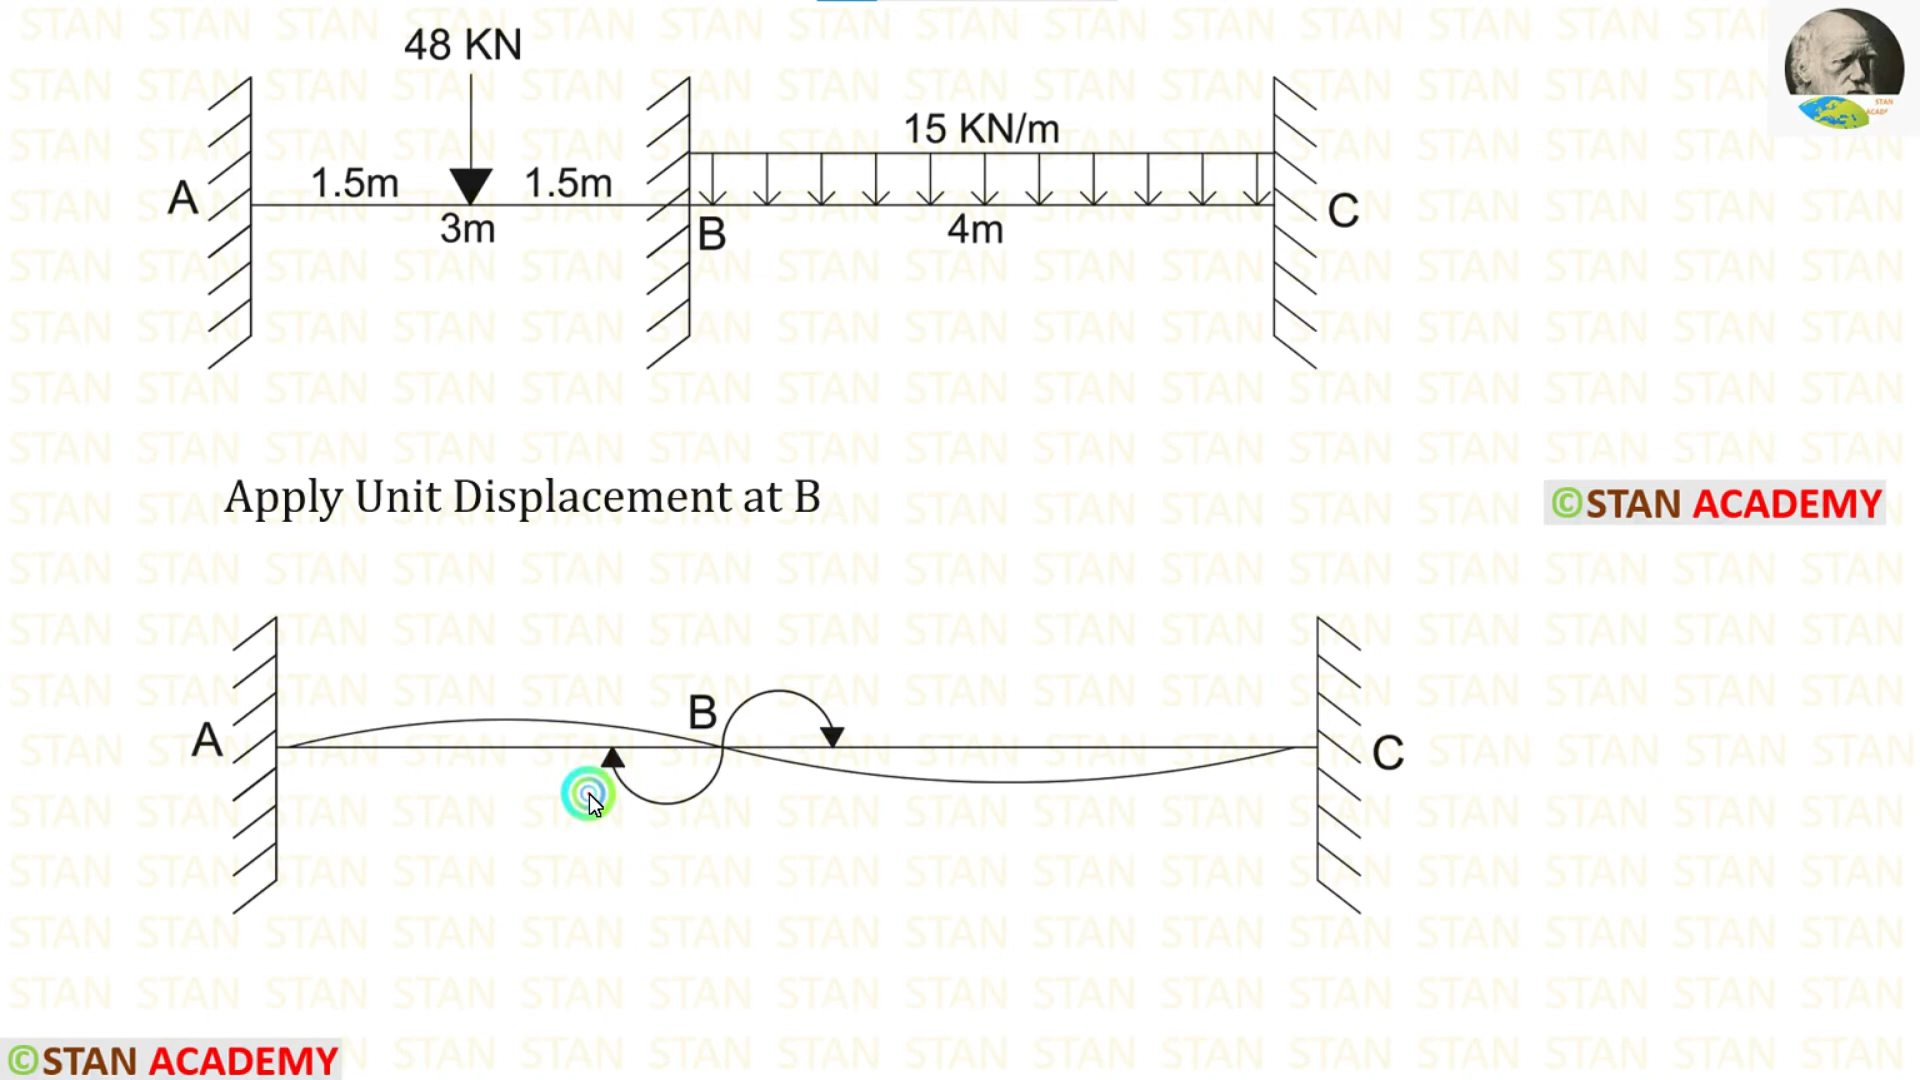 48 KN
15 KN/m
A
1.5m
1.5m
3m
B
4m
C
Apply Unit Displacement at B
©STAN ACADEMY
B
A
C
©STAN ACADEMY